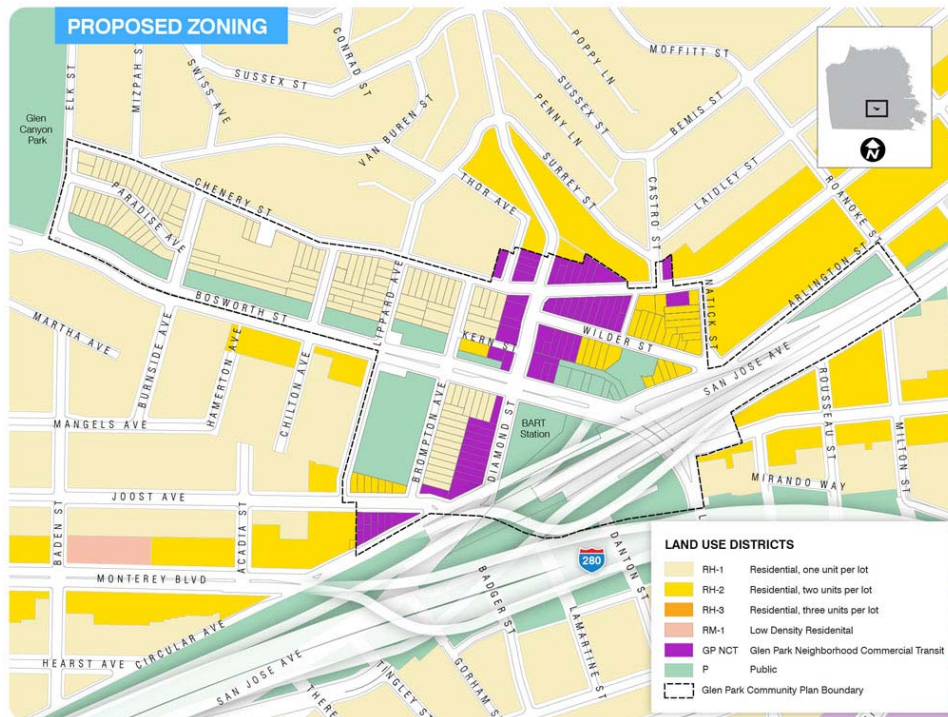 PROPOSED ZONING
CONRAD ST
POPPY LN
MOFFITT ST
ELK ST
MIZPAH ST
SWISS AVE
SUSSEX ST
SUSSEX ST
PENNY LN
BEMIS ST
N
Glen
Canyon
Park
VAN BUREN ST
THOR AVE
SURREY ST
CASTRO ST
LAIDLEY ST
ROANOKE ST
CHENERY ST
PARADISE AVE
ARLINGTON ST
NATICK ST
BOSWORTH ST
LIPPARD AVE
KERN ST
WILDER ST
SAN JOSE AVE
MARTHA AVE
BURNSIDE AVE
HAMERTON AVE
CHILTON AVE
BROMPTON AVE
DIAMOND ST
BART
Station
ROUSSEAU ST
MILTON ST
MANGELS AVE
MIRANDO WAY
JOOST AVE
BADEN ST
ACADIA ST
MONTEREY BLVD
280
DANTON ST
BADGER ST
LAMARTINE ST
HEARST AVE
CIRCULAR AVE
SAN JOSE AVE
GORHAM ST
TINGLEY ST
THERE
LAND USE DISTRICTS
RH-1 Residential, one unit per lot
RH-2 Residential, two units per lot
RH-3 Residential, three units per lot
RM-1 Low Density Residenital
GP NCT Glen Park Neighborhood Commercial Transit
P Public
Glen Park Community Plan Boundary